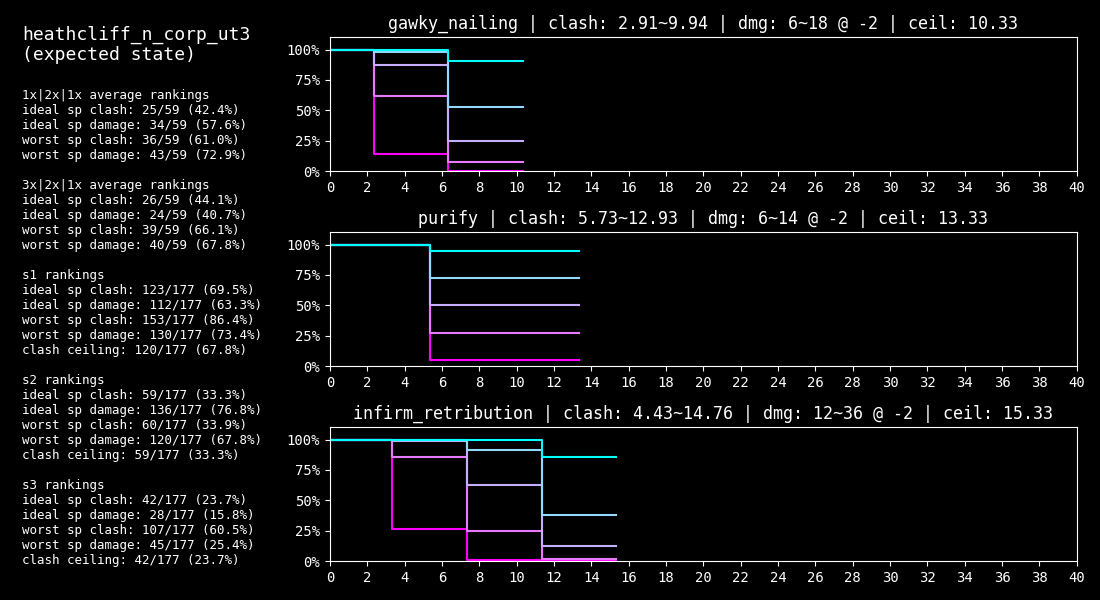 heathcliff_n_corp_ut3
(expected state)
1x|2x|1x average rankings
ideal sp clash: 25/59 (42.4%)
ideal sp damage: 34/59 (57.6%)
worst sp clash: 36/59 (61.0%)
worst sp damage: 43/59 (72.9%)
3x|2x|1x average rankings
ideal sp clash: 26/59 (44.1%)
ideal sp damage: 24/59 (40.7%)
worst sp clash: 39/59 (66.1%)
worst sp damage: 40/59 (67.8%)
s1 rankings
ideal sp clash: 123/177 (69.5%)
ideal sp damage: 112/177 (63.3%)
worst sp clash: 153/177 (86.4%)
worst sp damage: 130/177 (73.4%)
clash ceiling: 120/177 (67.8%)
s2 rankings
ideal sp clash: 59/177 (33.3%)
ideal sp damage: 136/177 (76.8%)
worst sp clash: 60/177 (33.9%)
worst sp damage: 120/177 (67.8%)
clash ceiling: 59/177 (33.3%)
s3 rankings
ideal sp clash: 42/177 (23.7%)
ideal sp damage: 28/177 (15.8%)
worst sp clash: 107/177 (60.5%)
worst sp damage: 45/177 (25.4%)
clash ceiling: 42/177 (23.7%)
gawky_nailing | clash: 2.91~9.94 | dmg: 6~18 @ -2 | ceil: 10.33
100%
75%
50%
25%
0%
0 2 4 6 8 10 12 14 16 18 20 22 24 26 28 30 32 34 36 38 40
purify | clash: 5.73~12.93 | dmg: 6~14 @ -2 | ceil: 13.33
100%
75%
50%
25%
0%
0 2 4 6 8 10 12 14 16 18 20 22 24 26 28 30 32 34 36 38 40
infirm_retribution | clash: 4.43~14.76 | dmg: 12~36 @ -2 | ceil: 15.33
100%
75%
50%
25%
0%
0 2 4 6 8 10 12 14 16 18 20 22 24 26 28 30 32 34 36 38 40